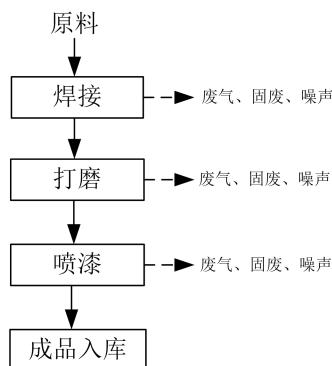 原料
焊接
废气、固废、噪声
打磨
废气、固废、噪声
喷漆
废气、固废、噪声
成品入库